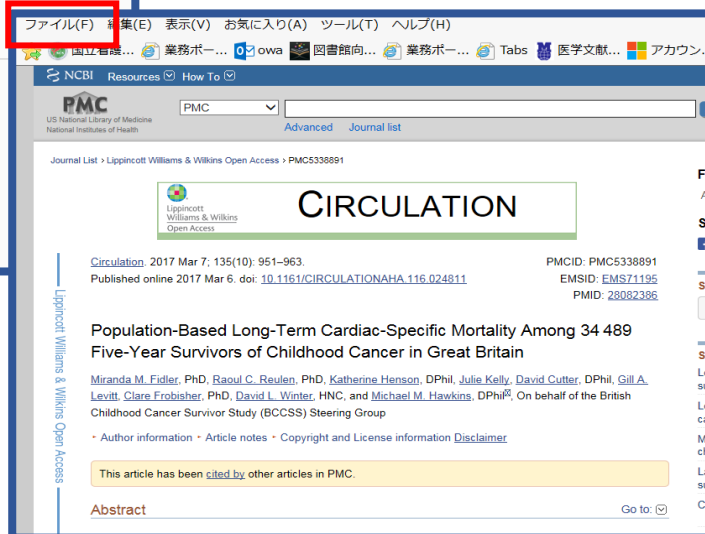 ファイル(F) 編集(E) 表示(V) お気に入り(A) ツール(T) ヘルプ(H)
国立看護... 業務ポー... owa 図書館向... 業務ポー... Tabs 医学文献... アカウン...
NCBI Resources How To
PMC
US National Library of Medicine
National Institutes of Health
PMC
Advanced Journal list
Journal List > Lippincott Williams & Wilkins Open Access > PMC5338891
Lippincott
Williams & Wilkins
Open Access
CIRCULATION
Circulation. 2017 Mar 7; 135(10): 951–963.
Published online 2017 Mar 6. doi: 10.1161/CIRCULATIONAHA.116.024811
PMCID: PMC5338891
EMSID: EMS71195
PMID: 28082386
Lippincott Williams & Wilkins Open Access
Population-Based Long-Term Cardiac-Specific Mortality Among 34 489
Five-Year Survivors of Childhood Cancer in Great Britain
Miranda M. Fidler, PhD, Raoul C. Reulen, PhD, Katherine Henson, DPhil, Julie Kelly, David Cutter, DPhil, Gill A.
Levitt, Clare Frobisher, PhD, David L. Winter, HNC, and Michael M. Hawkins, DPhil, On behalf of the British
Childhood Cancer Survivor Study (BCCSS) Steering Group
Author information Article notes Copyright and License information Disclaimer
This article has been cited by other articles in PMC.
Abstract
Go to: